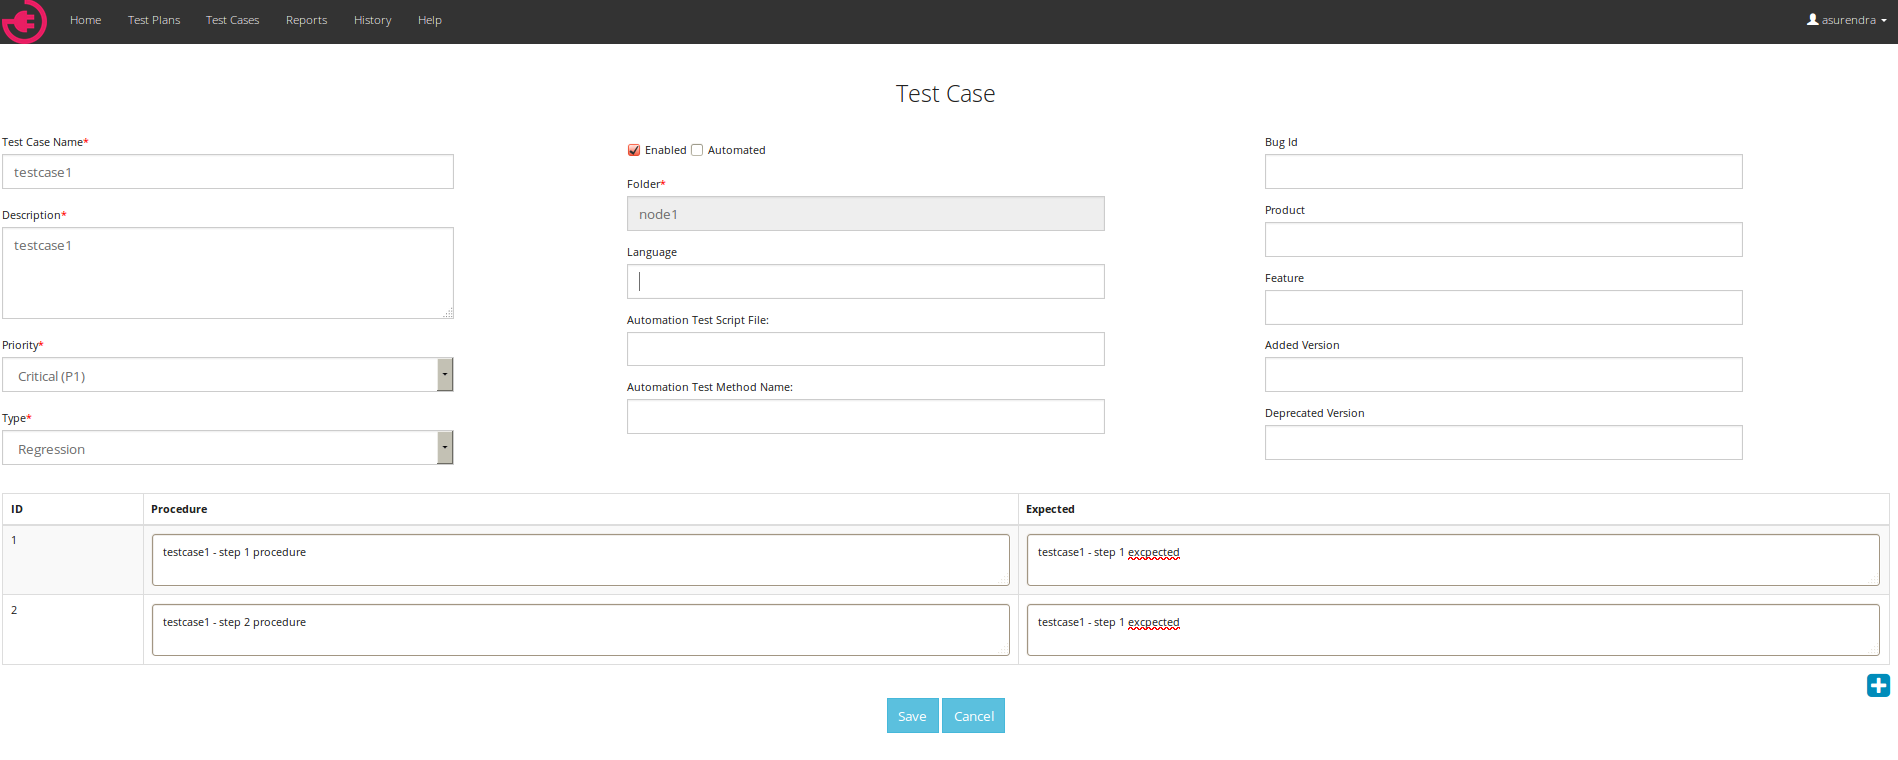 Home Test Plans Test Cases Reports History Help asurendra
Test Case
Test Case Name*
testcase1
Description*
testcase1
Priority*
Critical (P1)
Type*
Regression
Enabled Automated
Folder*
node1
Language
Automation Test Script File:
Automation Test Method Name:
Bug Id
Product
Feature
Added Version
Deprecated Version
ID Procedure Expected
1 testcase1 - step 1 procedure testcase1 - step 1 excpected
2 testcase1 - step 2 procedure testcase1 - step 1 excpected
Save Cancel